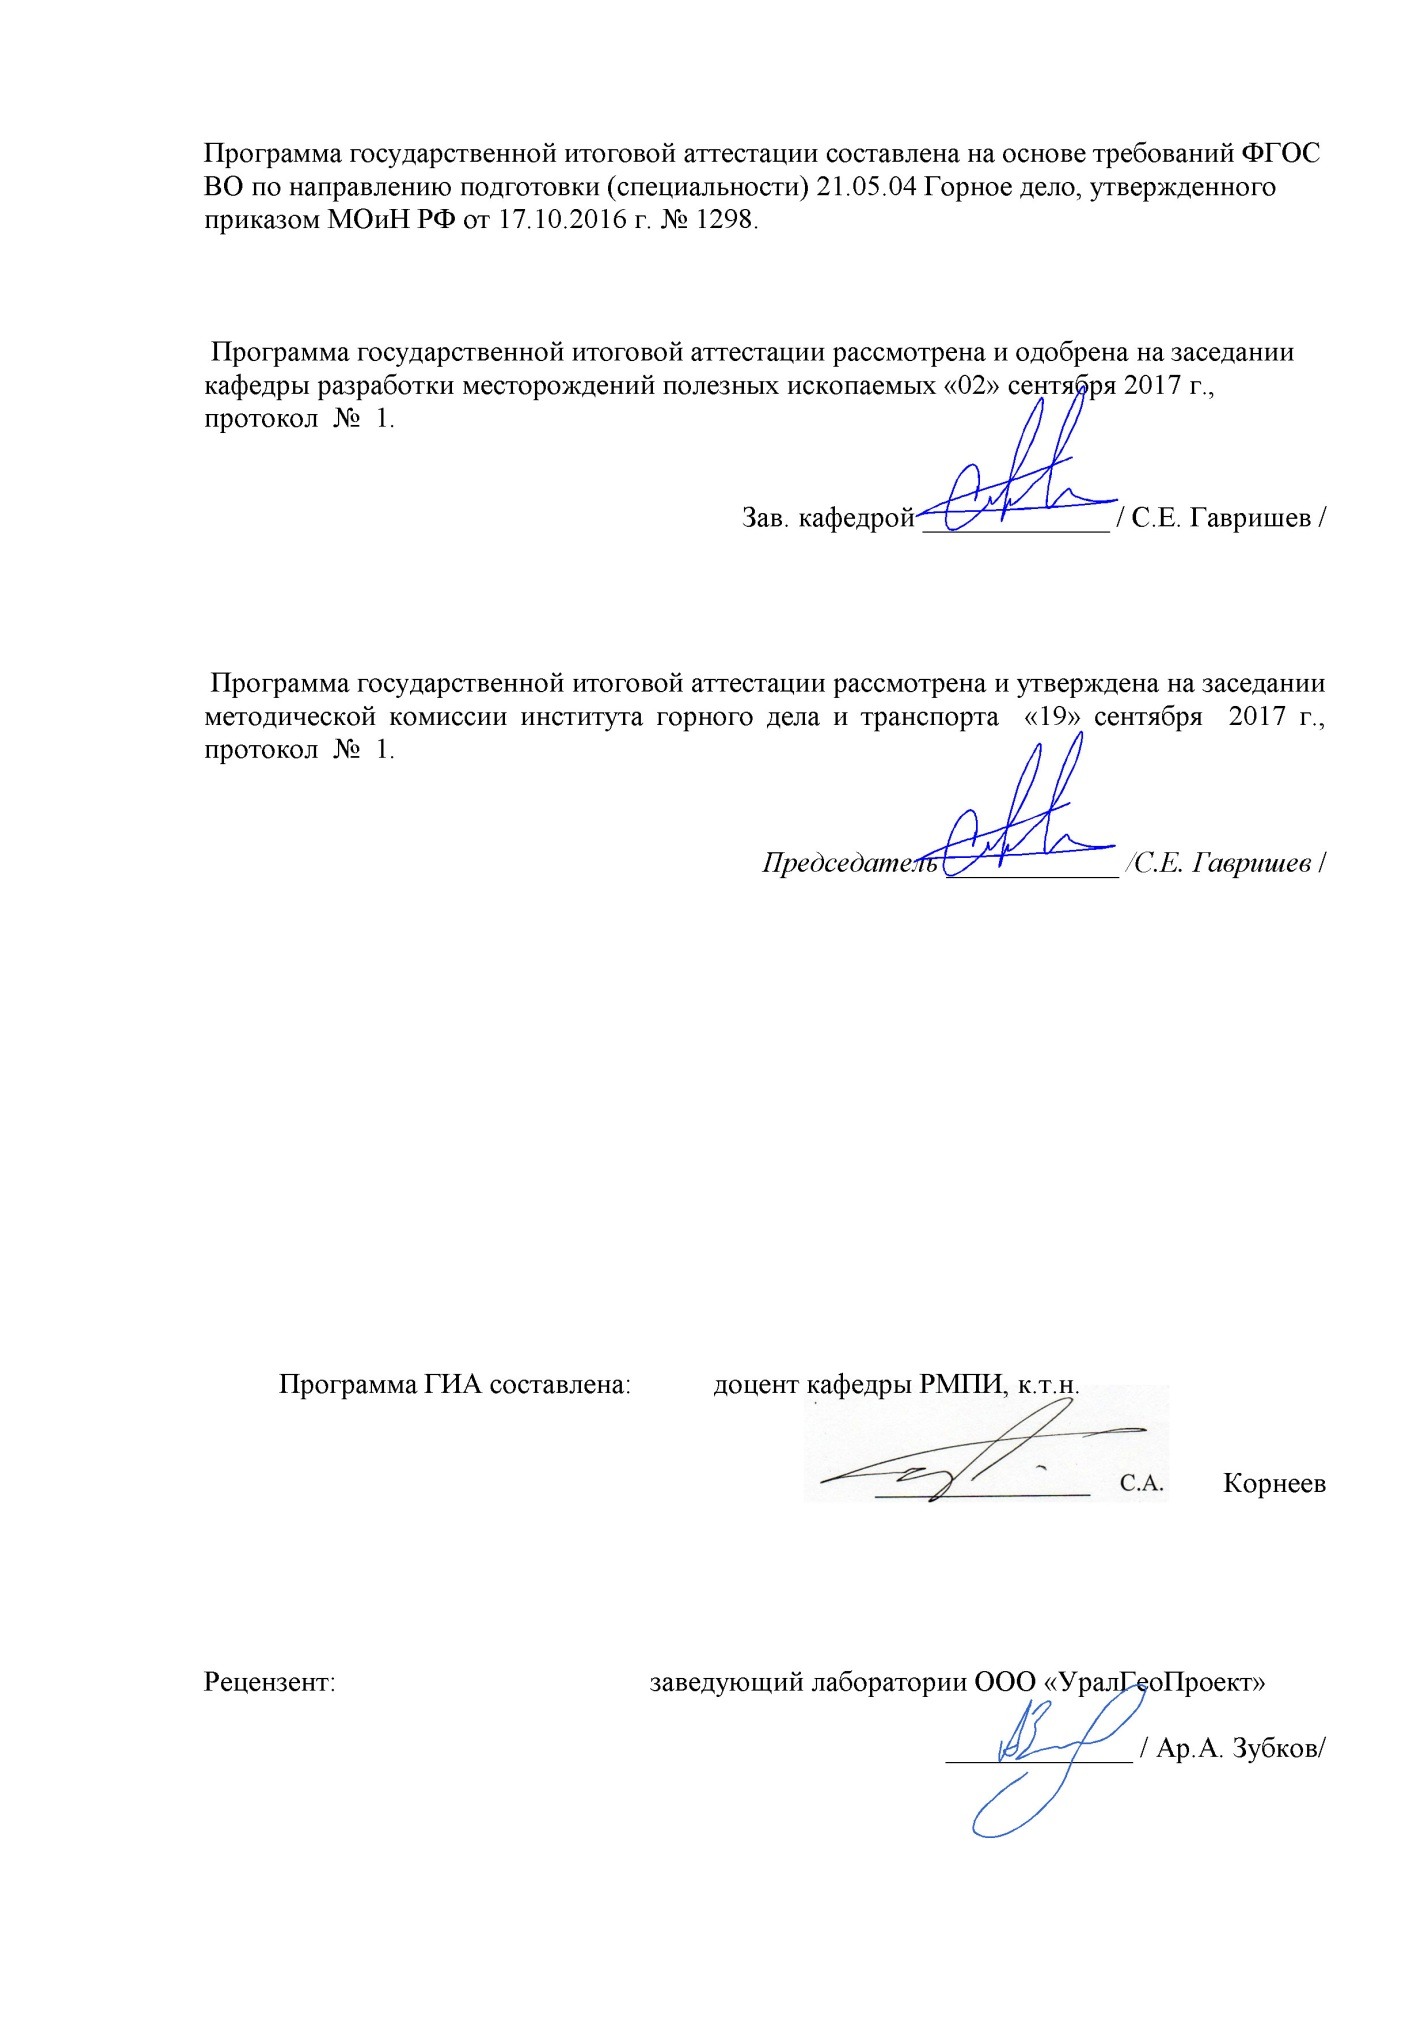 Программа государственной итоговой аттестации составлена на основе требований ФГОС
ВО по направлению подготовки (специальности) 21.05.04 Горное дело, утвержденного
приказом МОиН РФ от 17.10.2016 г. № 1298.
Программа государственной итоговой аттестации рассмотрена и одобрена на заседании
кафедры разработки месторождений полезных ископаемых «02» сентября 2017 г.,
протокол № 1.
Зав. кафедрой _____________ / С.Е. Гавришев /
Программа государственной итоговой аттестации рассмотрена и утверждена на заседании
методической комиссии института горного дела и транспорта «19» сентября 2017 г.,
протокол № 1.
Председатель ____________ /С.Е. Гавришев /
Программа ГИА составлена: доцент кафедры РМПИ, к.т.н.
_______________ С.А. Корнеев
Рецензент: заведующий лаборатории ООО «УралГеоПроект»
_____________ / Ар.А. Зубков/